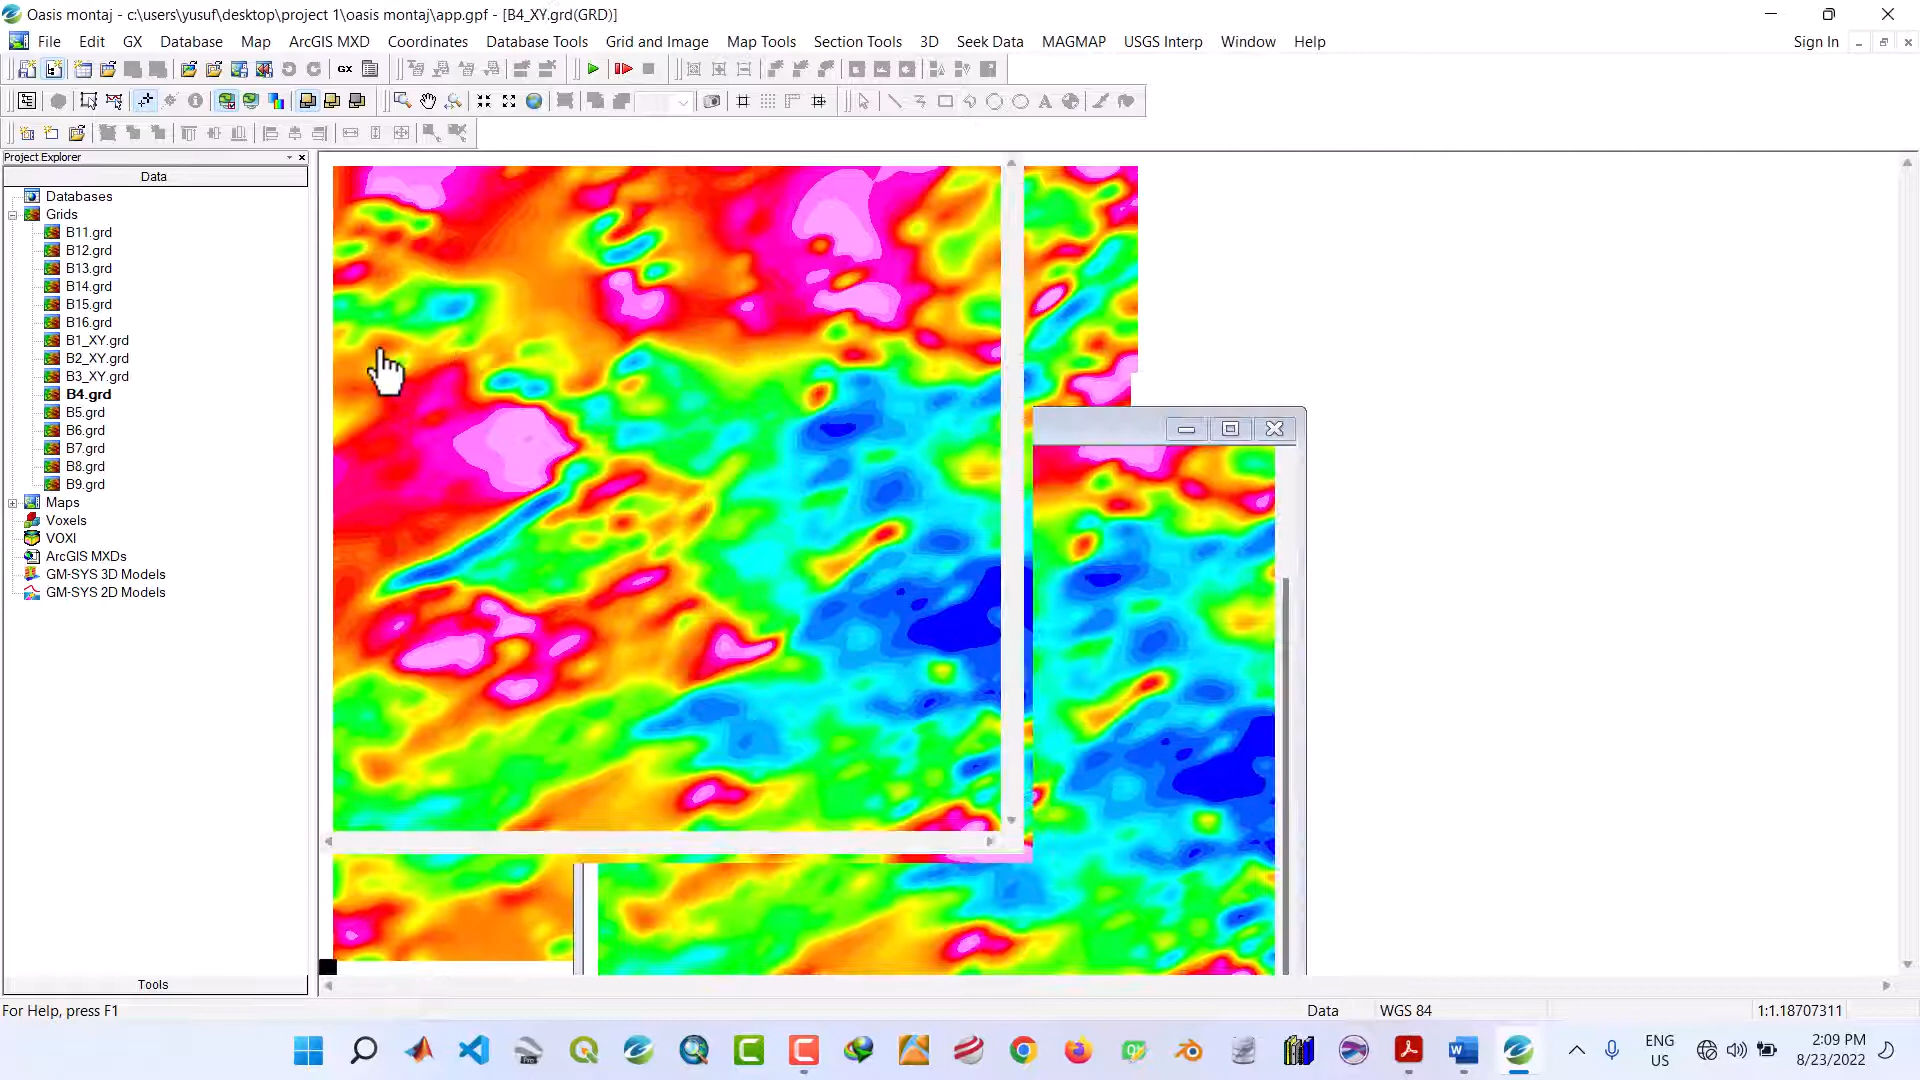 Oasis montaj - c:\users\yusuf\desktop\project 1\oasis montaj\app.gpf - [B4_XY.grd(GRD)]
File Edit GX Database Map ArcGIS MXD Coordinates Database Tools Grid and Image Map Tools Section Tools 3D Seek Data MAGMAP USGS Interp Window Help Sign In
GX
Project Explorer
Data
Databases
Grids
B11.grd
B12.grd
B13.grd
B14.grd
B15.grd
B16.grd
B1_XY.grd
B2_XY.grd
B3_XY.grd
B4.grd
B5.grd
B6.grd
B7.grd
B8.grd
B9.grd
Maps
Voxels
VOXI
ArcGIS MXDs
GM-SYS 3D Models
GM-SYS 2D Models
Tools
For Help, press F1
Data WGS 84 1:1.18707311
ENG
US
2:09 PM
8/23/2022